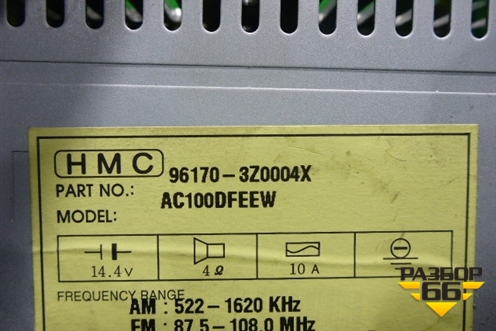 HMC
PART NO.: 96170-3Z0004X
MODEL: AC100DFEEW
14.4v 4Ω 10 A
FREQUENCY RANGE
AM : 522-1620 KHz
FM : 87.5-108.0 MHz
РАЗБОР
66